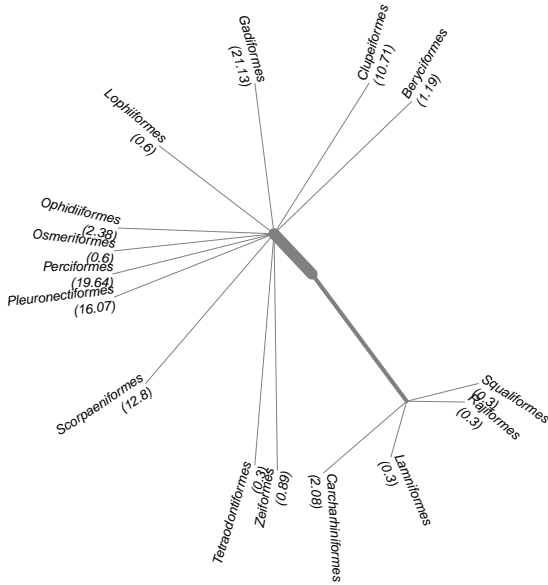 Gadiformes
(21.13)
Clupeiformes
(10.71)
Beryciformes
(1.19)
Lophiiformes
(0.6)
Ophidiiformes
(2.38)
Osmeriformes
(0.6)
Perciformes
(19.64)
Pleuronectiformes
(16.07)
Scorpaeniformes
(12.8)
Squaliformes
(0.3)
Rajiformes
(0.3)
Lamniformes
(0.3)
Carcharhiniformes
(2.08)
Zeiformes
(0.89)
Tetraodontiformes
(0.3)